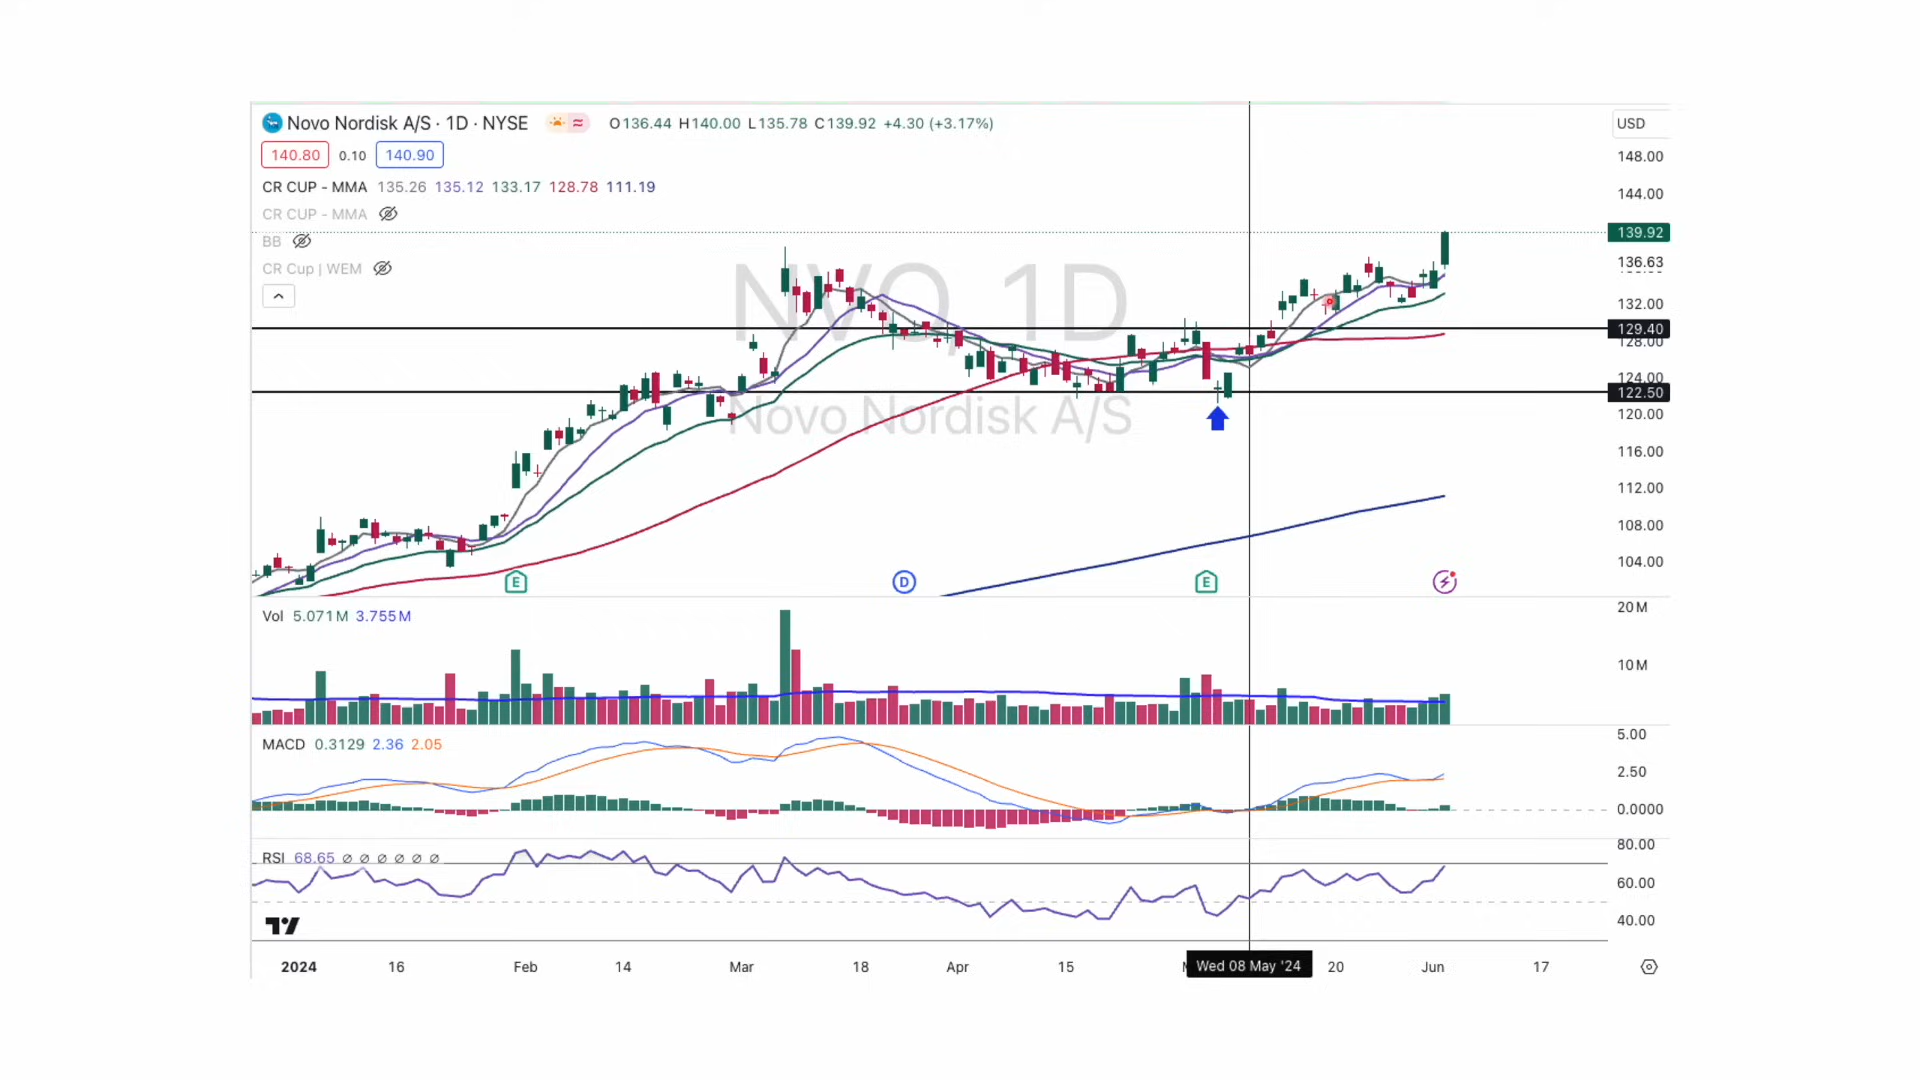 Novo Nordisk A/S · 1D · NYSE O136.44 H140.00 L135.78 C139.92 +4.30 (+3.17%)
USD
140.80 0.10 140.90
148.00
CR CUP - MMA 135.26 135.12 133.17 128.78 111.19
144.00
CR CUP - MMA
139.92
BB
CR Cup | WEM
136.63
NVO, 1D
132.00
129.40
128.00
124.00
122.50
Novo Nordisk A/S
120.00
116.00
112.00
108.00
104.00
E D E
Vol 5.071M 3.755M
20M
10M
MACD 0.3129 2.36 2.05
5.00
2.50
0.0000
RSI 68.65 ∅ ∅ ∅ ∅ ∅ ∅
80.00
60.00
40.00
2024 16 Feb 14 Mar 18 Apr 15 Wed 08 May '24 20 Jun 17